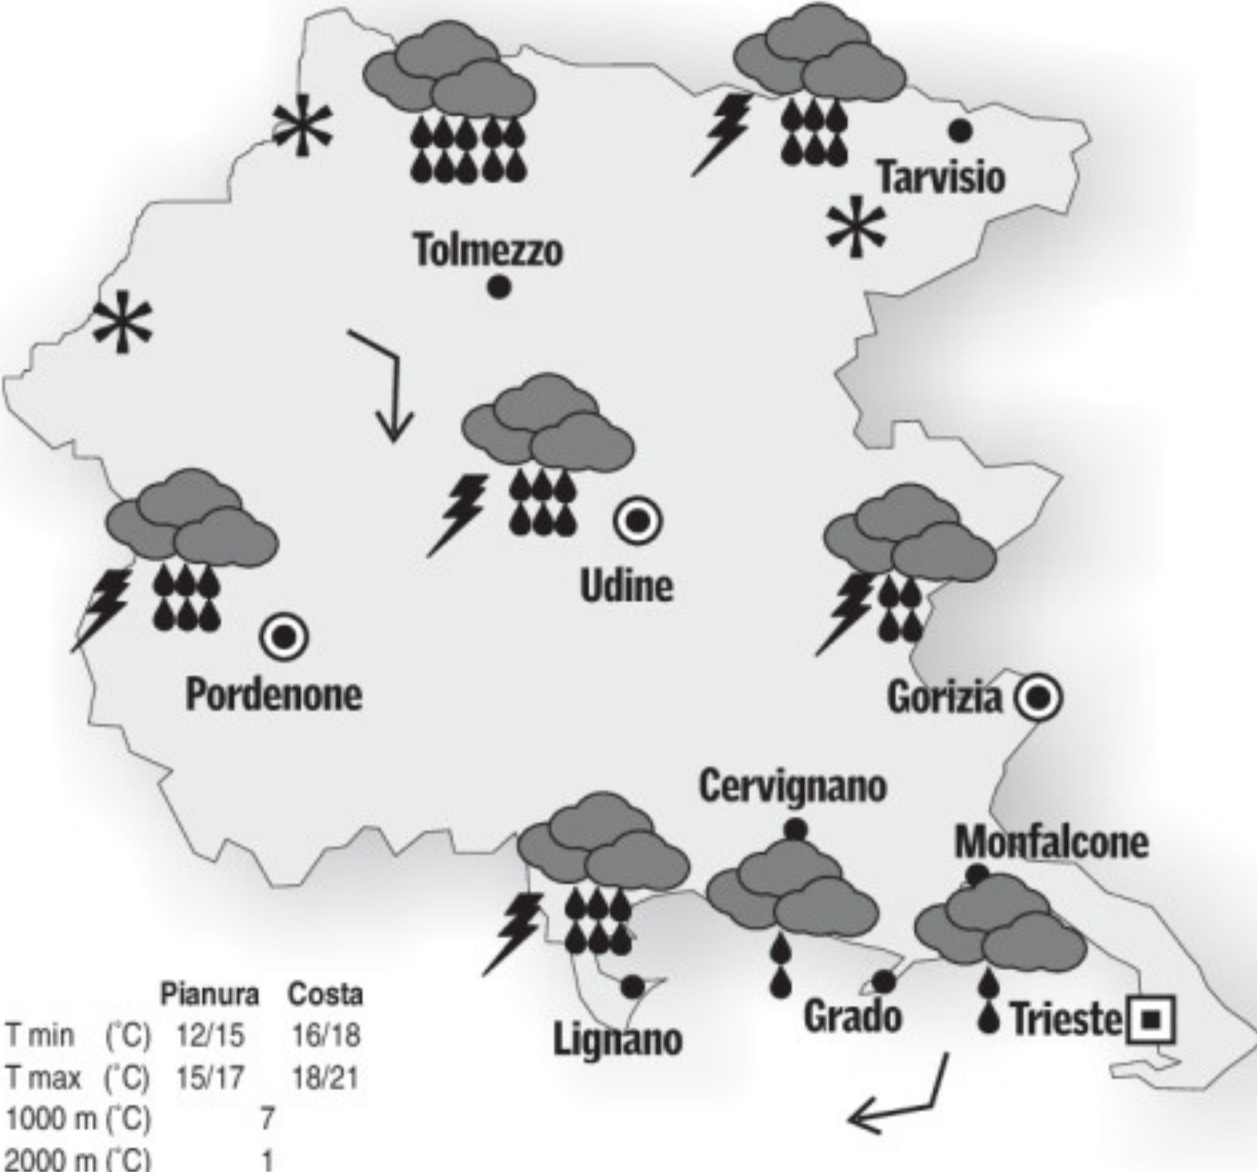 Tarvisio
Tolmezzo
Udine
Pordenone
Gorizia
Cervignano
Monfalcone
Grado
Trieste
Lignano
Pianura Costa
T min (°C) 12/15 16/18
T max (°C) 15/17 18/21
1000 m (°C) 7
2000 m (°C) 1